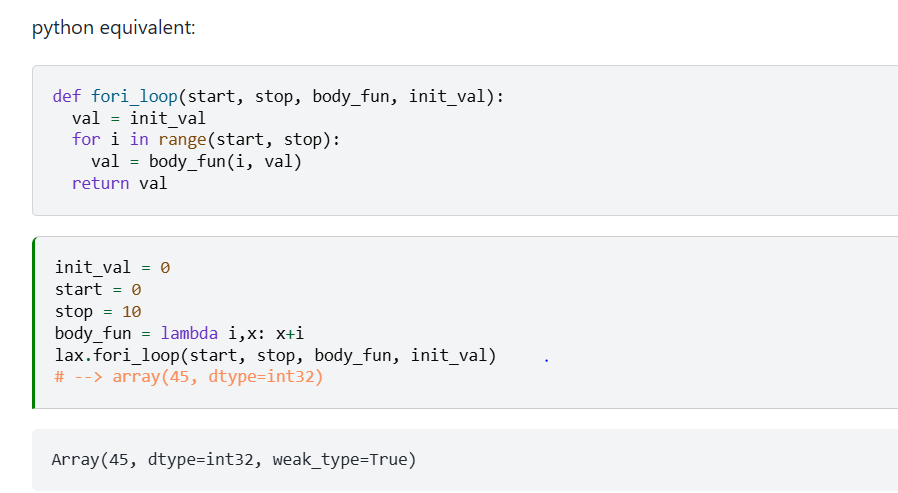 python equivalent:
def fori_loop(start, stop, body_fun, init_val):
  val = init_val
  for i in range(start, stop):
    val = body_fun(i, val)
  return val
init_val = 0
start = 0
stop = 10
body_fun = lambda i,x: x+i
lax.fori_loop(start, stop, body_fun, init_val)
# --> array(45, dtype=int32)
Array(45, dtype=int32, weak_type=True)